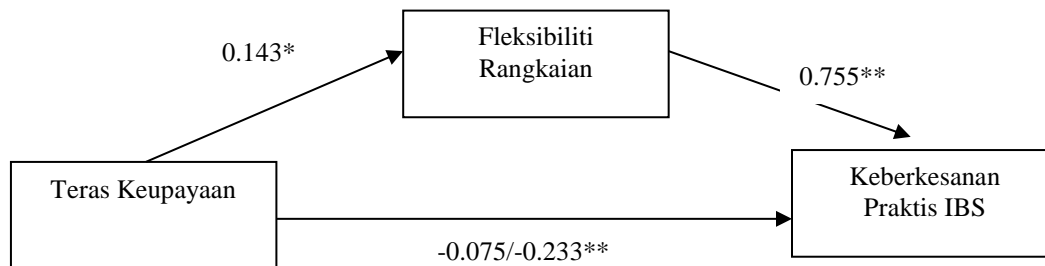 Fleksibiliti
Rangkaian
0.143*
0.755**
Teras Keupayaan
Keberkesanan
Praktis IBS
-0.075/-0.233**